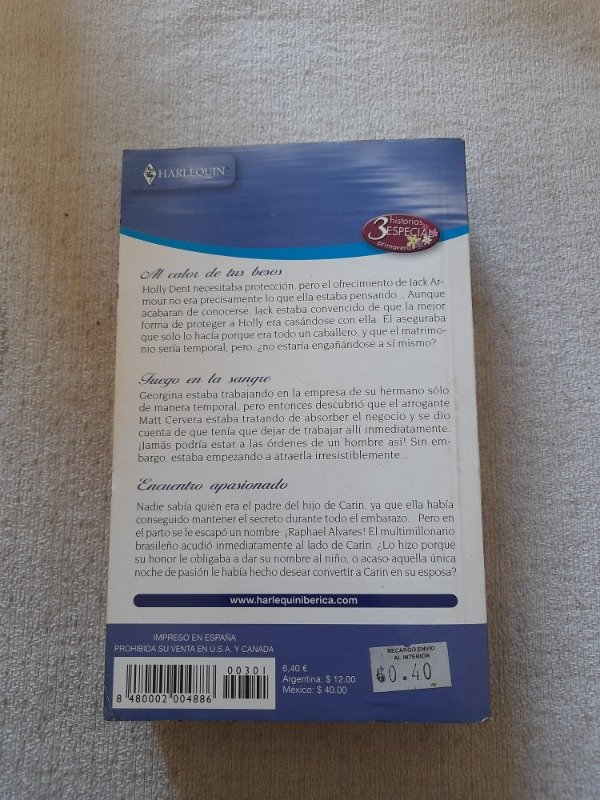 HARLEQUIN™
3 historias
ESPECIAL
primavera
Al calor de tus besos
Holly Dent necesitaba protección, pero el ofrecimiento de Jack Ar-
mour no era precisamente lo que ella estaba pensando... Aunque
acababan de conocerse, Jack estaba convencido de que la mejor
forma de proteger a Holly era casándose con ella. Él aseguraba
que solo lo hacía porque era todo un caballero, y que el matrimo-
nio sería temporal, pero, ¿no estaría engañándose a sí mismo?
Fuego en la sangre
Georgina estaba trabajando en la empresa de su hermano sólo
de manera temporal, pero entonces descubrió que el arrogante
Matt Cervera estaba tratando de absorber el negocio y se dio
cuenta de que tenía que dejar de trabajar allí inmediatamente.
¡Jamás podría estar a las órdenes de un hombre así! Sin em-
bargo, estaba empezando a atraerla irresistiblemente...
Encuentro apasionado
Nadie sabía quién era el padre del hijo de Carin, ya que ella había
conseguido mantener el secreto durante todo el embarazo... Pero en
el parto se le escapó un nombre: ¡Raphael Alvares! El multimillonario
brasileño acudió inmediatamente al lado de Carin. ¿Lo hizo porque
su honor le obligaba a dar su nombre al niño, o acaso aquella única
noche de pasión le había hecho desear convertir a Carin en su esposa?
www.harlequiniberica.com
IMPRESO EN ESPAÑA
PROHIBIDA SU VENTA EN U.S.A. Y CANADA
00301
8 480002 004886
6,40 €
Argentina: $ 12.00
México: $ 40.00
RECARGO ENVIO
AL INTERIOR
$0.40